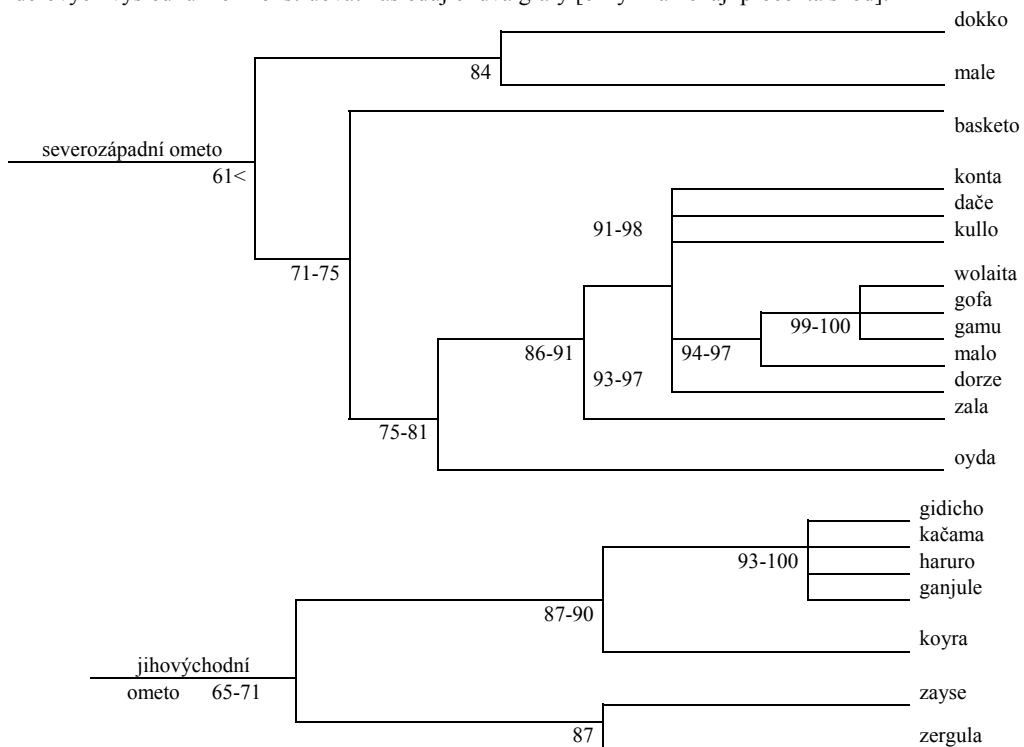 dokko
84
male
basketo
severozápadní ometo
61<
konta
dače
91-98
kullo
71-75
wolaita
gofa
99-100
gamu
86-91
94-97
malo
93-97
dorze
zala
75-81
oyda
gidicho
kačama
93-100
haruro
ganjule
87-90
koyra
jihovýchodní
ometo 65-71
zayse
87
zergula